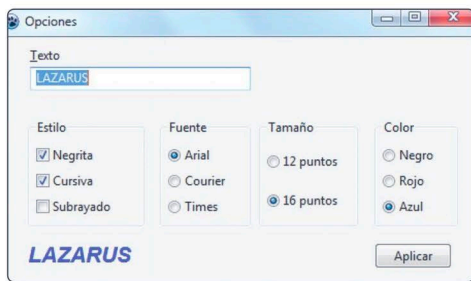 Opciones
Texto
LAZARUS
Estilo Fuente Tamaño Color
Negrita Arial 12 puntos Negro
Cursiva Courier 16 puntos Rojo
Subrayado Times Azul
LAZARUS Aplicar